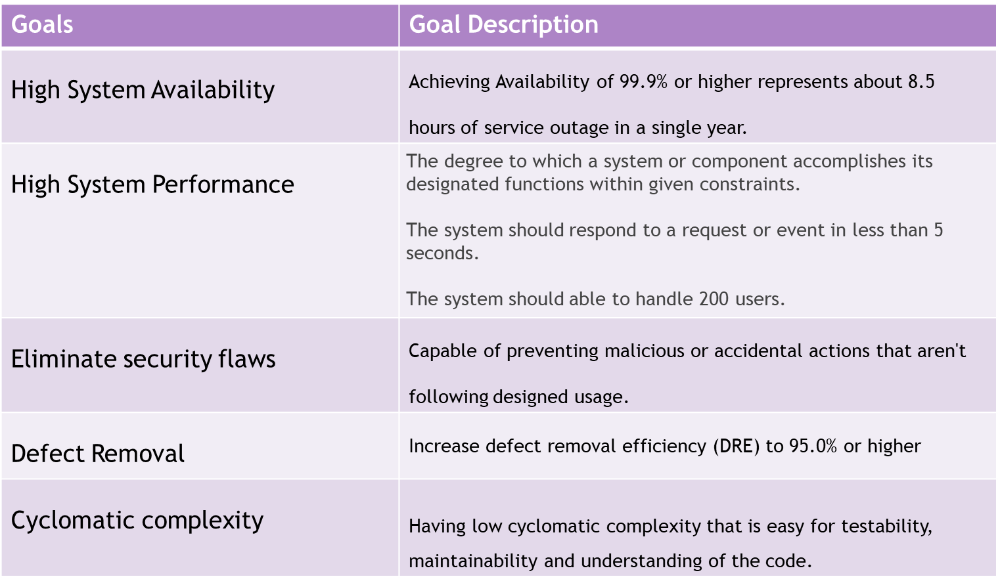 Goals
Goal Description
High System Availability
Achieving Availability of 99.9% or higher represents about 8.5
hours of service outage in a single year.
High System Performance
The degree to which a system or component accomplishes its
designated functions within given constraints.
The system should respond to a request or event in less than 5
seconds.
The system should able to handle 200 users.
Eliminate security flaws
Capable of preventing malicious or accidental actions that aren't
following designed usage.
Defect Removal
Increase defect removal efficiency (DRE) to 95.0% or higher
Cyclomatic complexity
Having low cyclomatic complexity that is easy for testability,
maintainability and understanding of the code.